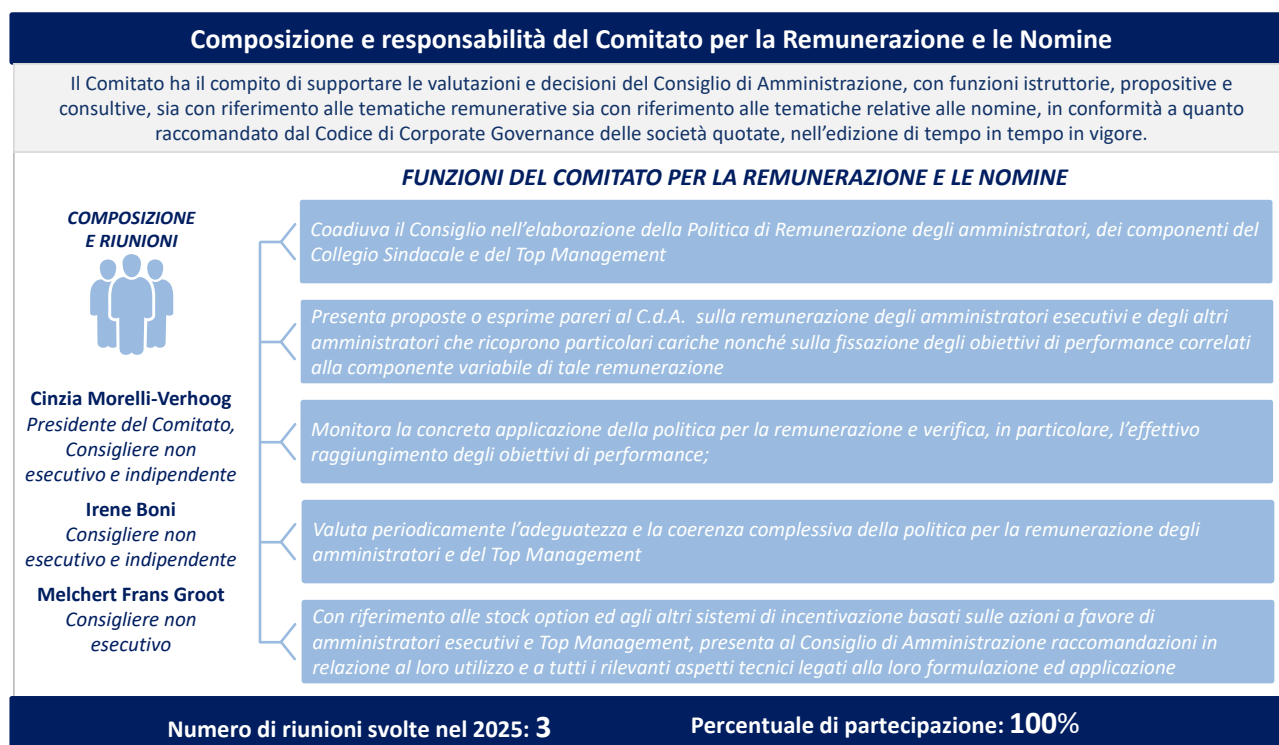 Composizione e responsabilità del Comitato per la Remunerazione e le Nomine
Il Comitato ha il compito di supportare le valutazioni e decisioni del Consiglio di Amministrazione, con funzioni istruttorie, propositive e
consultive, sia con riferimento alle tematiche remunerative sia con riferimento alle tematiche relative alle nomine, in conformità a quanto
raccomandato dal Codice di Corporate Governance delle società quotate, nell'edizione di tempo in tempo in vigore.
FUNZIONI DEL COMITATO PER LA REMUNERAZIONE E LE NOMINE
COMPOSIZIONE
E RIUNIONI
Cinzia Morelli-Verhoog
Presidente del Comitato,
Consigliere non
esecutivo e indipendente
Irene Boni
Consigliere non
esecutivo e indipendente
Melchert Frans Groot
Consigliere non
esecutivo
Coadiuva il Consiglio nell'elaborazione della Politica di Remunerazione degli amministratori, dei componenti del
Collegio Sindacale e del Top Management
Presenta proposte o esprime pareri al C.d.A. sulla remunerazione degli amministratori esecutivi e degli altri
amministratori che ricoprono particolari cariche nonché sulla fissazione degli obiettivi di performance correlati
alla componente variabile di tale remunerazione
Monitora la concreta applicazione della politica per la remunerazione e verifica, in particolare, l'effettivo
raggiungimento degli obiettivi di performance;
Valuta periodicamente l'adeguatezza e la coerenza complessiva della politica per la remunerazione degli
amministratori e del Top Management
Con riferimento alle stock option ed agli altri sistemi di incentivazione basati sulle azioni a favore di
amministratori esecutivi e Top Management, presenta al Consiglio di Amministrazione raccomandazioni in
relazione al loro utilizzo e a tutti i rilevanti aspetti tecnici legati alla loro formulazione ed applicazione
Numero di riunioni svolte nel 2025: 3
Percentuale di partecipazione: 100%